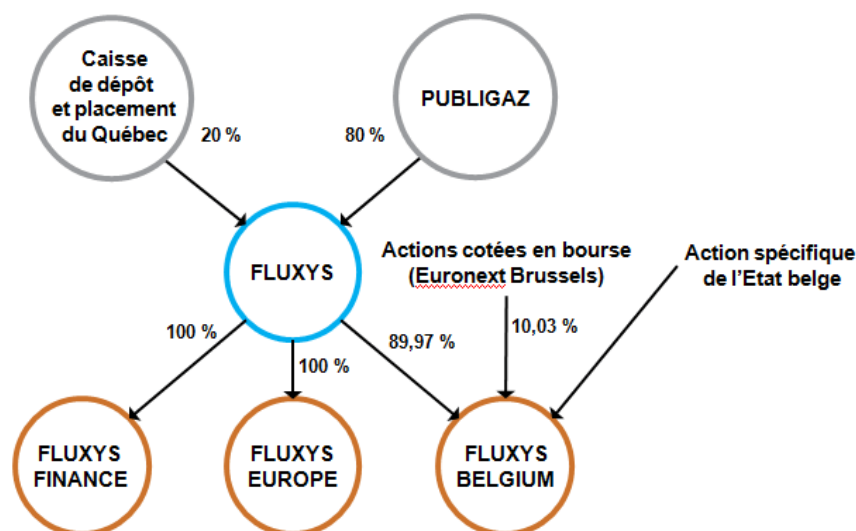 Caisse
de dépôt
et placement
du Québec
PUBLIGAZ
20 %
80 %
FLUXYS
Actions cotées en bourse
(Euronext Brussels)
Action spécifique
de l'Etat belge
100 %
100 %
89,97 %
10,03 %
FLUXYS
FINANCE
FLUXYS
EUROPE
FLUXYS
BELGIUM